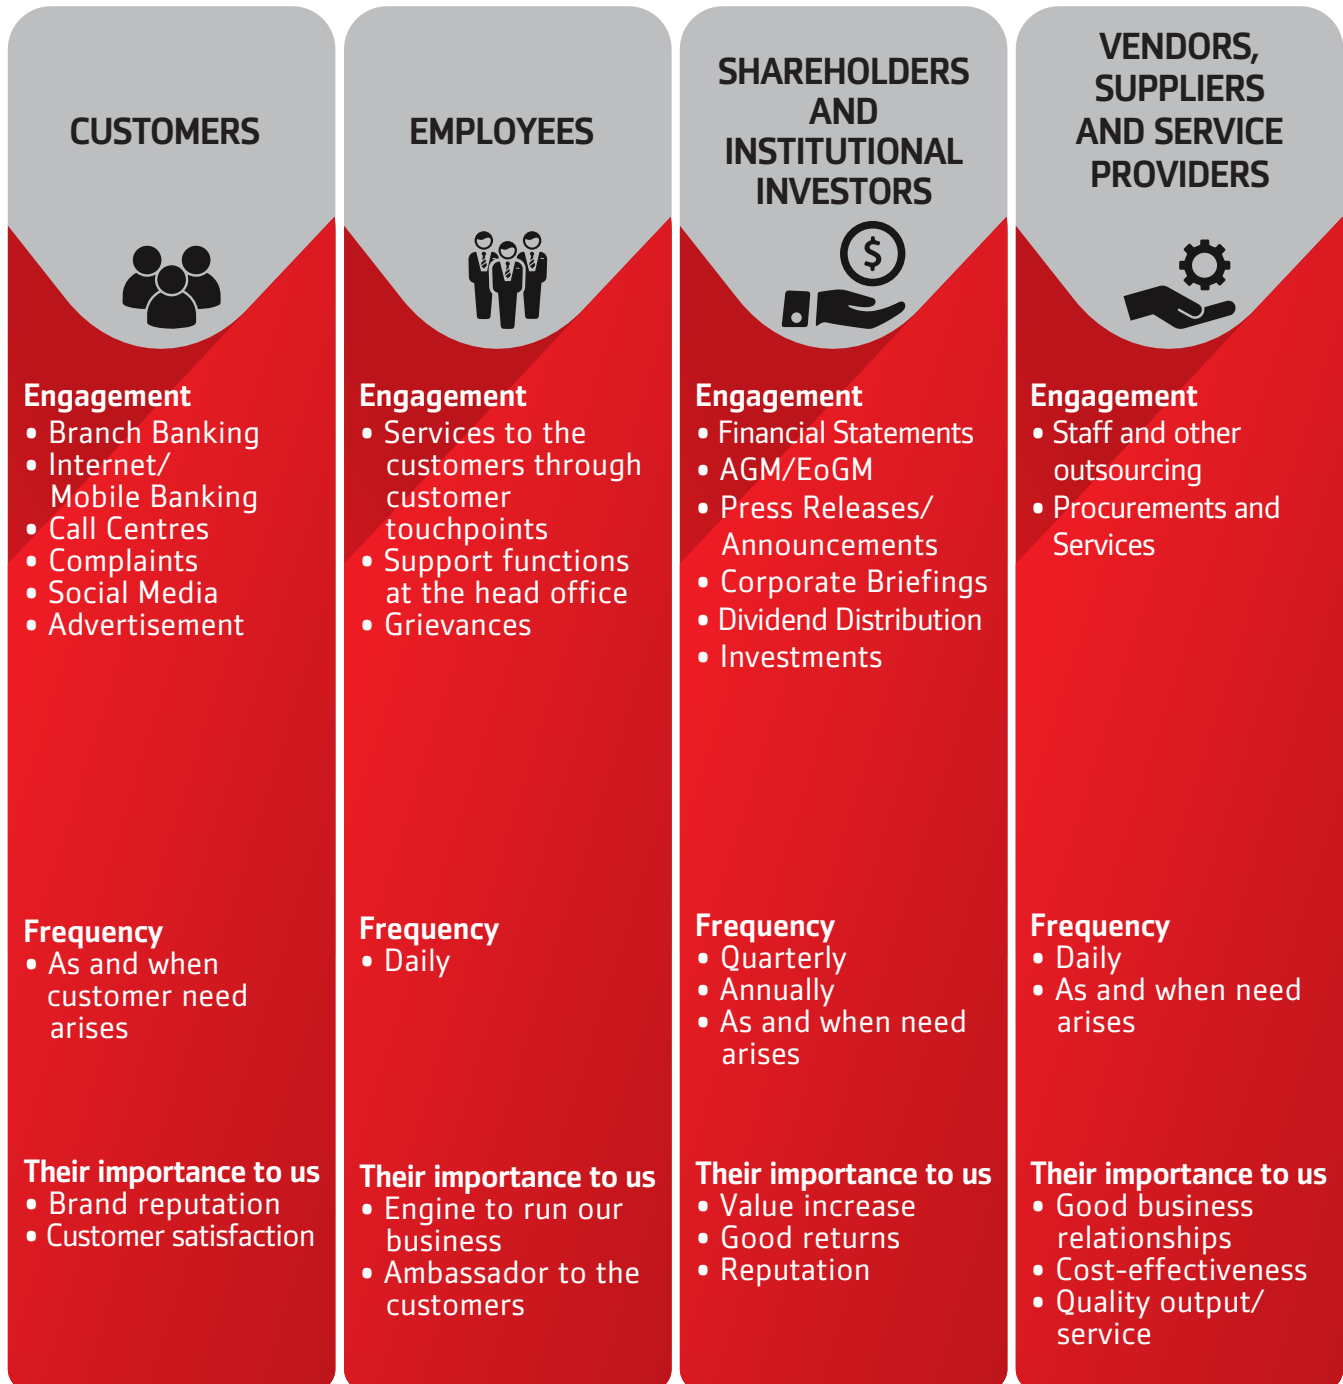 CUSTOMERS
Engagement
• Branch Banking
• Internet/
Mobile Banking
• Call Centres
• Complaints
• Social Media
• Advertisement
Frequency
• As and when
customer need
arises
Their importance to us
• Brand reputation
• Customer satisfaction
EMPLOYEES
Engagement
• Services to the
customers through
customer
touchpoints
• Support functions
at the head office
• Grievances
Frequency
• Daily
Their importance to us
• Engine to run our
business
• Ambassador to the
customers
SHAREHOLDERS
AND
INSTITUTIONAL
INVESTORS
$
Engagement
• Financial Statements
• AGM/EoGM
• Press Releases/
Announcements
• Corporate Briefings
• Dividend Distribution
• Investments
Frequency
• Quarterly
• Annually
• As and when need
arises
Their importance to us
• Value increase
• Good returns
• Reputation
VENDORS,
SUPPLIERS
AND SERVICE
PROVIDERS
Engagement
• Staff and other
outsourcing
• Procurements and
Services
Frequency
• Daily
• As and when need
arises
Their importance to us
• Good business
relationships
• Cost-effectiveness
• Quality output/
service